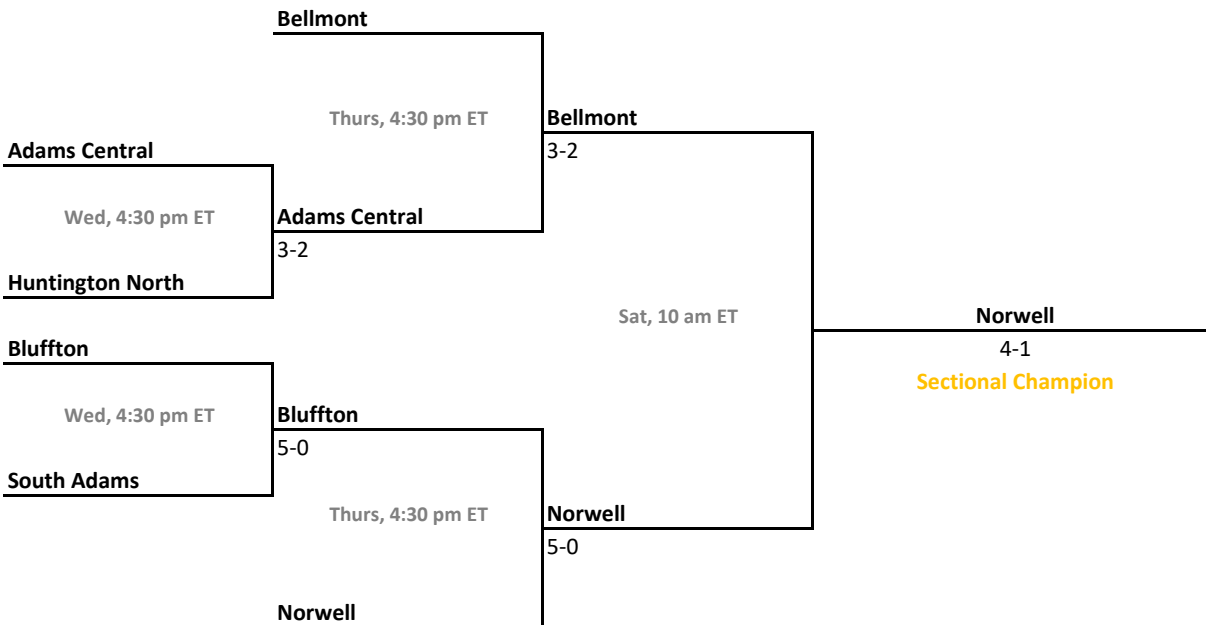 Bellmont
Thurs, 4:30 pm ET
Bellmont
Adams Central
3-2
Wed, 4:30 pm ET
Adams Central
3-2
Huntington North
Sat, 10 am ET
Norwell
Bluffton
4-1
Sectional Champion
Wed, 4:30 pm ET
Bluffton
5-0
South Adams
Thurs, 4:30 pm ET
Norwell
5-0
Norwell